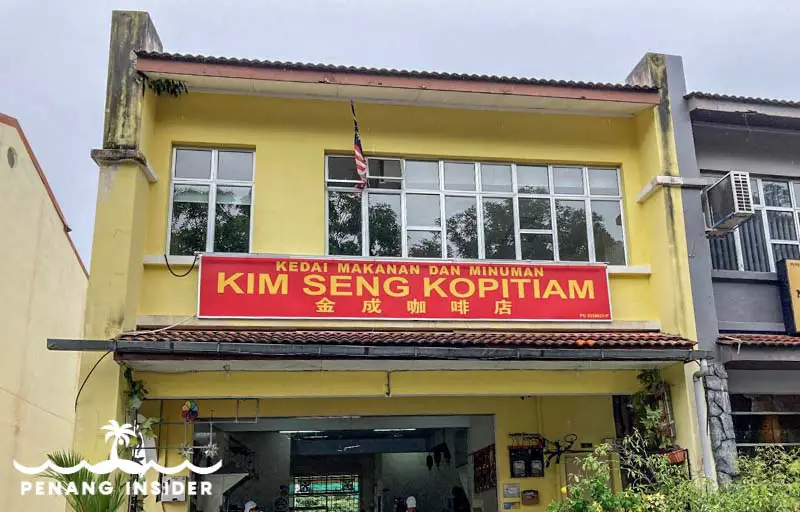 KEDAI MAKANAN DAN MINUMAN
KIM SENG KOPITIAM
金成咖啡店
PENANG INSIDER